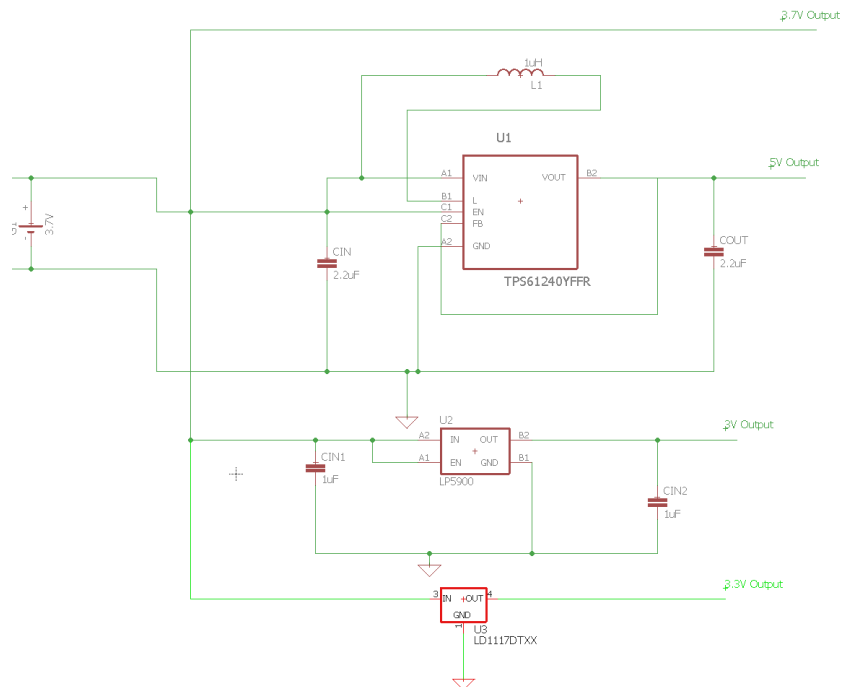 3.7V Output
1uH
L1
U1
5V Output
A1 VIN VOUT B2
B1 L
C1 EN
C2 FB
A2 GND
3.7V
CIN
2.2uF
COUT
2.2uF
TPS61240YFFR
U2
3V Output
A2 IN OUT B2
A1 EN GND B1
CIN1
1uF
LP5900
CIN2
1uF
3.3V Output
3 IN OUT 4
GND
1
U3
LD1117DTXX